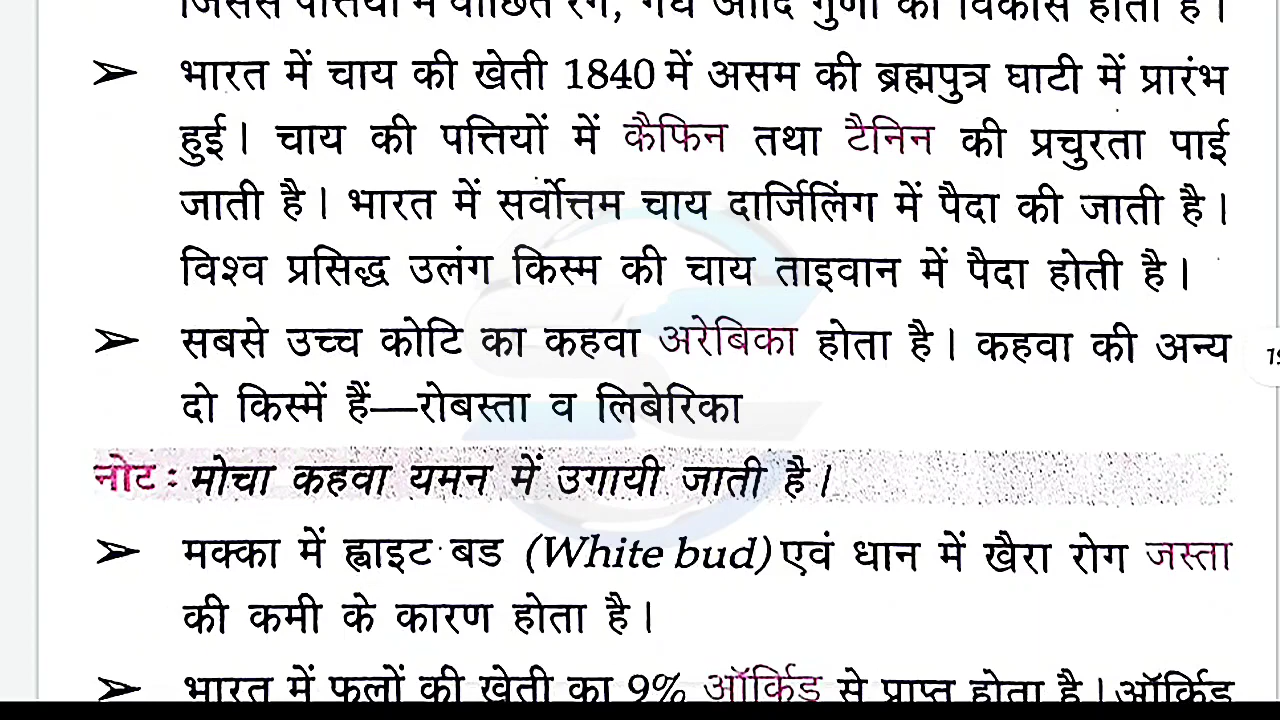 जिससे पत्तियों में वांछित रंग, गंध आदि गुणों का विकास होता है।
➢ भारत में चाय की खेती 1840 में असम की ब्रह्मपुत्र घाटी में प्रारंभ
हुई। चाय की पत्तियों में कैफिन तथा टैनिन की प्रचुरता पाई
जाती है। भारत में सर्वोत्तम चाय दार्जिलिंग में पैदा की जाती है।
विश्व प्रसिद्ध उलंग किस्म की चाय ताइवान में पैदा होती है।
➢ सबसे उच्च कोटि का कहवा अरेबिका होता है। कहवा की अन्य
दो किस्में हैं—रोबस्ता व लिबेरिका
नोट : मोचा कहवा यमन में उगायी जाती है।
➢ मक्का में ह्वाइट बड (White bud) एवं धान में खैरा रोग जस्ता
की कमी के कारण होता है।
➢ भारत में फूलों की खेती का 9% ऑर्किड से प्राप्त होता है। ऑर्किड